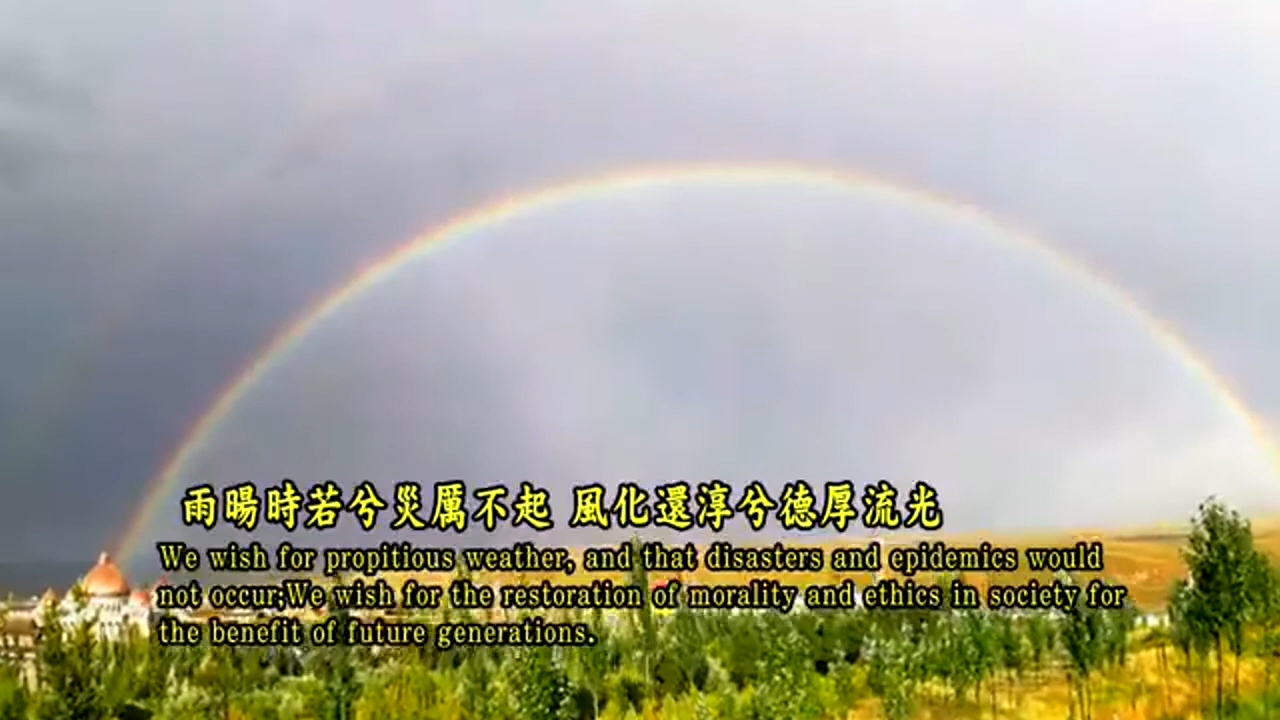 雨暘時若兮災厲不起 風化還淳兮德厚流光
We wish for propitious weather, and that disasters and epidemics would
not occur;We wish for the restoration of morality and ethics in society for
the benefit of future generations.